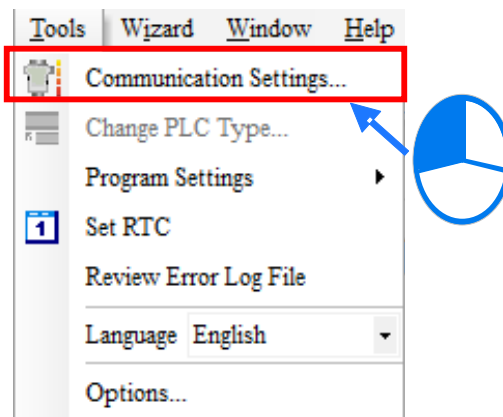 Tools Wizard Window Help
Communication Settings...
Change PLC Type...
Program Settings
1 Set RTC
Review Error Log File
Language English
Options...